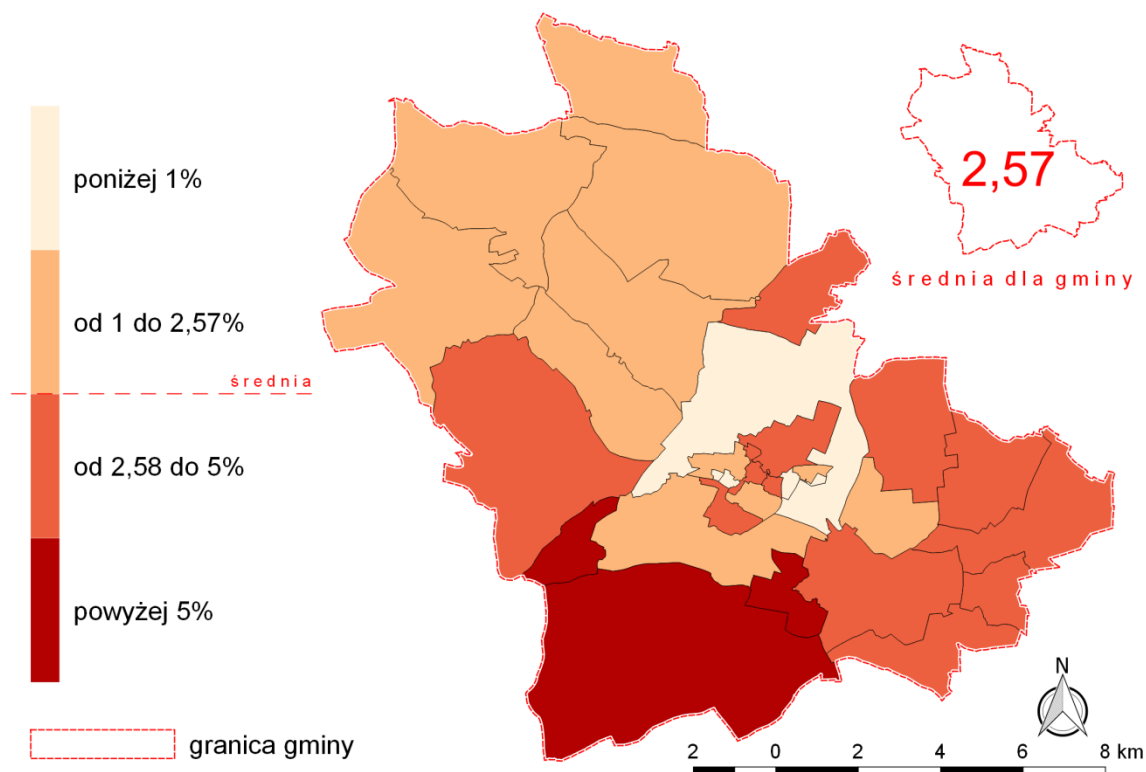 poniżej 1%
od 1 do 2,57%
średnia
od 2,58 do 5%
powyżej 5%
granica gminy
2,57
średnia dla gminy
N
2 0 2 4 6 8 km